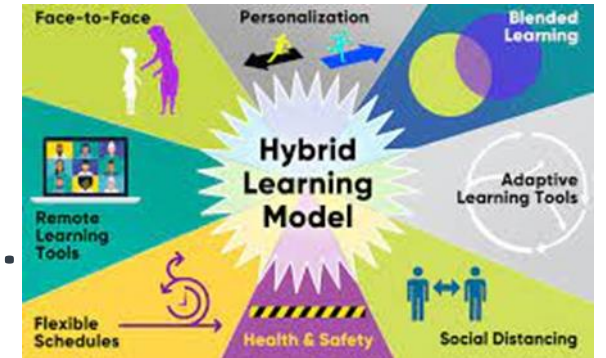 Face-to-Face
Personalization
Blended
Learning
Hybrid
Learning
Model
Remote
Learning
Tools
Adaptive
Learning Tools
Flexible
Schedules
Health & Safety
Social Distancing